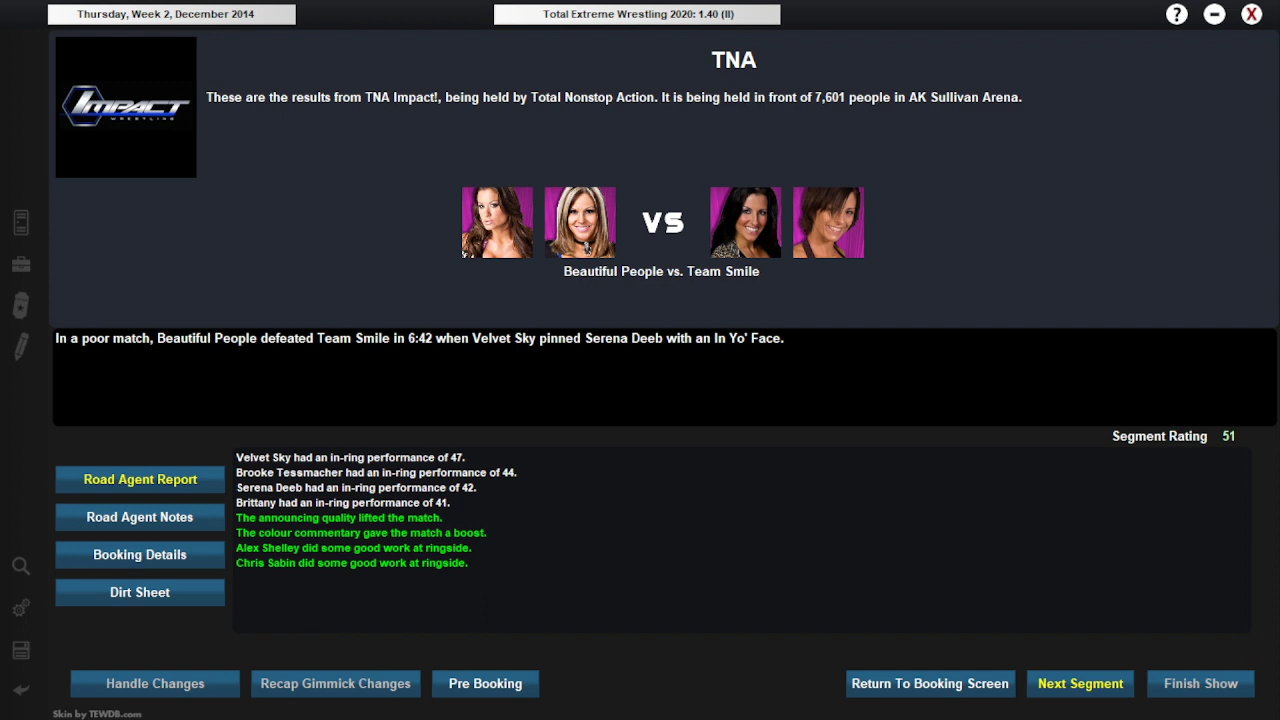 Thursday, Week 2, December 2014
Total Extreme Wrestling 2020: 1.40 (II)
?
X
TNA
IMPACT
WRESTLING
These are the results from TNA Impact!, being held by Total Nonstop Action. It is being held in front of 7,601 people in AK Sullivan Arena.
VS
Beautiful People vs. Team Smile
In a poor match, Beautiful People defeated Team Smile in 6:42 when Velvet Sky pinned Serena Deeb with an In Yo' Face.
Segment Rating 51
Road Agent Report
Road Agent Notes
Booking Details
Dirt Sheet
Velvet Sky had an in-ring performance of 47.
Brooke Tessmacher had an in-ring performance of 44.
Serena Deeb had an in-ring performance of 42.
Brittany had an in-ring performance of 41.
The announcing quality lifted the match.
The colour commentary gave the match a boost.
Alex Shelley did some good work at ringside.
Chris Sabin did some good work at ringside.
Handle Changes
Recap Gimmick Changes
Pre Booking
Return To Booking Screen
Next Segment
Finish Show
Skin by TEWDB.com